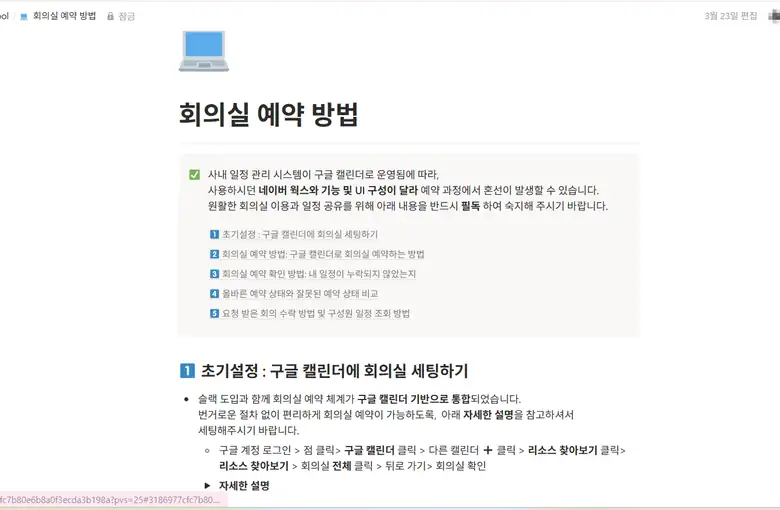 ool / 회의실 예약 방법 잠금
3월 23일 편집
회의실 예약 방법
사내 일정 관리 시스템이 구글 캘린더로 운영됨에 따라,
사용하시던 네이버 웍스와 기능 및 UI 구성이 달라 예약 과정에서 혼선이 발생할 수 있습니다.
원활한 회의실 이용과 일정 공유를 위해 아래 내용을 반드시 필독 하여 숙지해 주시기 바랍니다.
1 초기설정 : 구글 캘린더에 회의실 세팅하기
2 회의실 예약 방법: 구글 캘린더로 회의실 예약하는 방법
3 회의실 예약 확인 방법: 내 일정이 누락되지 않았는지
4 올바른 예약 상태와 잘못된 예약 상태 비교
5 요청 받은 회의 수락 방법 및 구성원 일정 조회 방법
1 초기설정 : 구글 캘린더에 회의실 세팅하기
슬랙 도입과 함께 회의실 예약 체계가 구글 캘린더 기반으로 통합되었습니다.
번거로운 절차 없이 편리하게 회의실 예약이 가능하도록, 아래 자세한 설명을 참고하셔서
세팅해주시기 바랍니다.
구글 계정 로그인 > 점 클릭> 구글 캘린더 클릭 > 다른 캘린더 + 클릭 > 리소스 찾아보기 클릭>
리소스 찾아보기 > 회의실 전체 클릭 > 뒤로 가기> 회의실 확인
자세한 설명
fc7b80e6b8a0f3ecda3b198a?pvs=25#3186977cfc7b80...